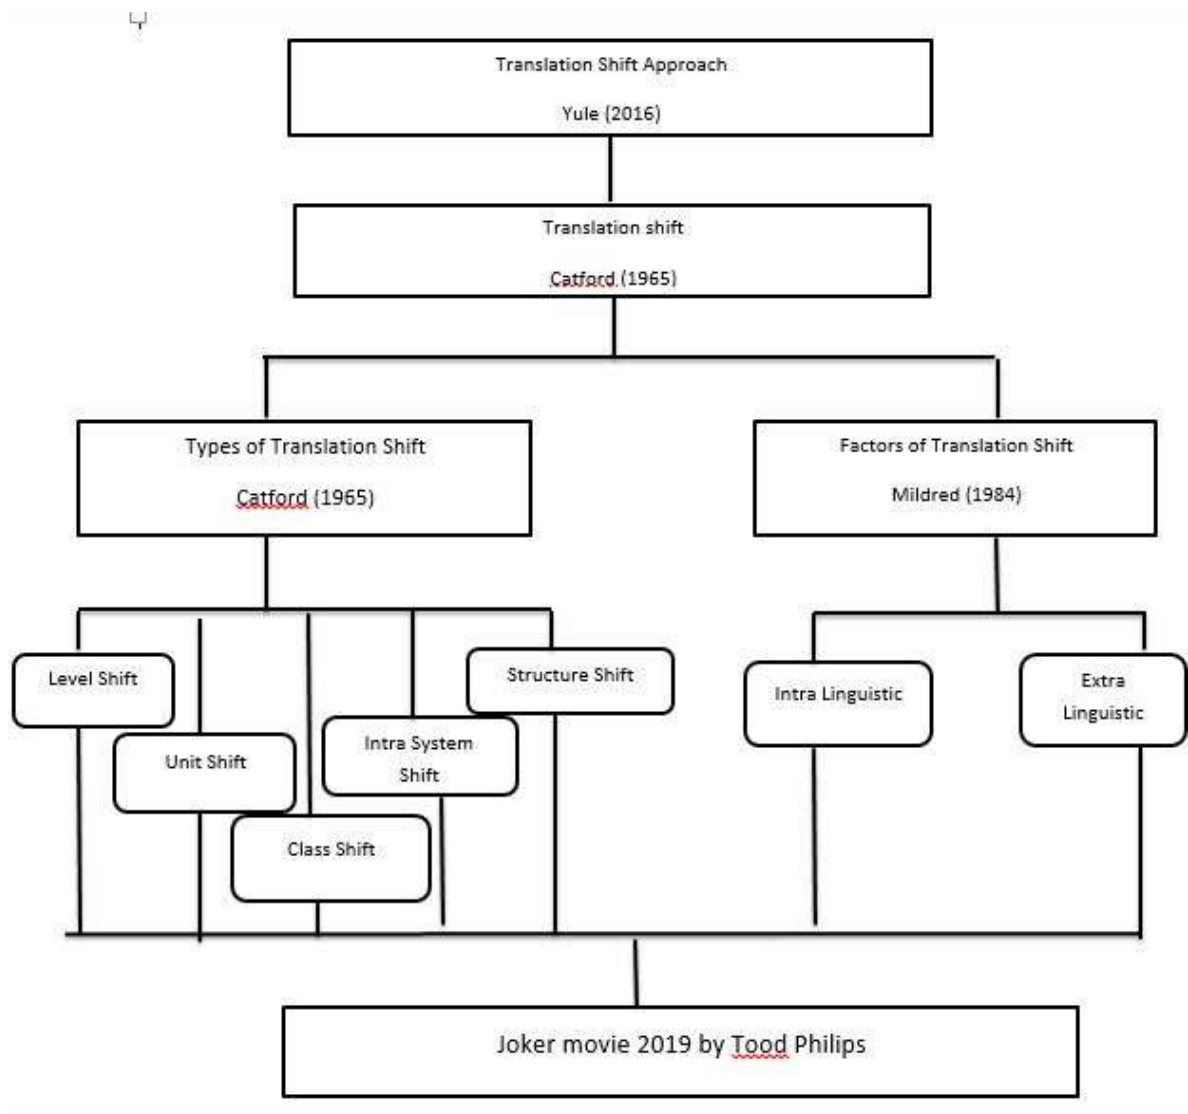 Translation Shift Approach
Yule (2016)
Translation shift
Catford (1965)
Types of Translation Shift
Catford (1965)
Factors of Translation Shift
Mildred (1984)
Level Shift
Unit Shift
Class Shift
Intra System
Shift
Structure Shift
Intra Linguistic
Extra
Linguistic
Joker movie 2019 by Tood Philips